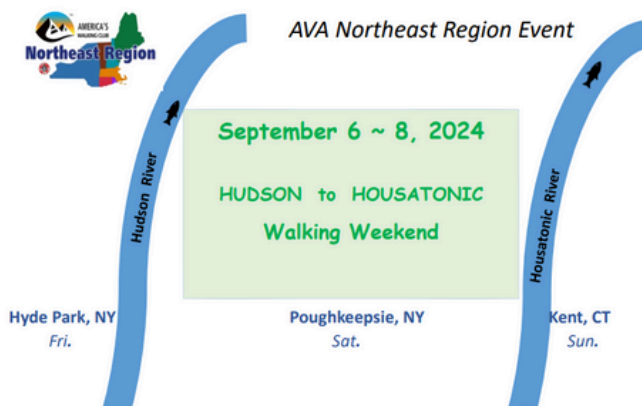 AMERICA'S
WALKING CLUB
Northeast Region
AVA Northeast Region Event
September 6 ~ 8, 2024
HUDSON to HOUSATONIC
Walking Weekend
Hudson River
Housatonic River
Hyde Park, NY
Fri.
Poughkeepsie, NY
Sat.
Kent, CT
Sun.